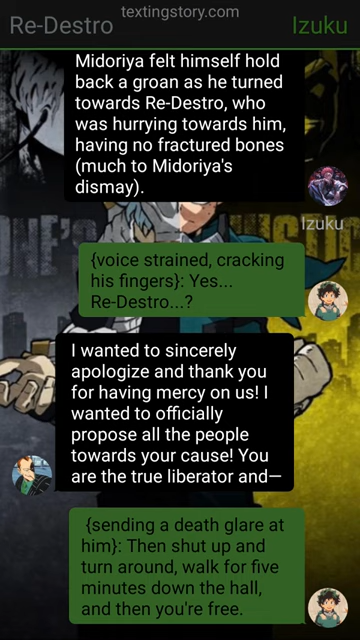 textingstory.com
Re-Destro
Izuku
Midoriya felt himself hold
back a groan as he turned
towards Re-Destro, who
was hurrying towards him,
having no fractured bones
(much to Midoriya's
dismay).
Izuku
{voice strained, cracking
his fingers}: Yes...
Re-Destro...?
I wanted to sincerely
apologize and thank you
for having mercy on us! I
wanted to officially
propose all the people
towards your cause! You
are the true liberator and—
{sending a death glare at
him}: Then shut up and
turn around, walk for five
minutes down the hall,
and then you're free.